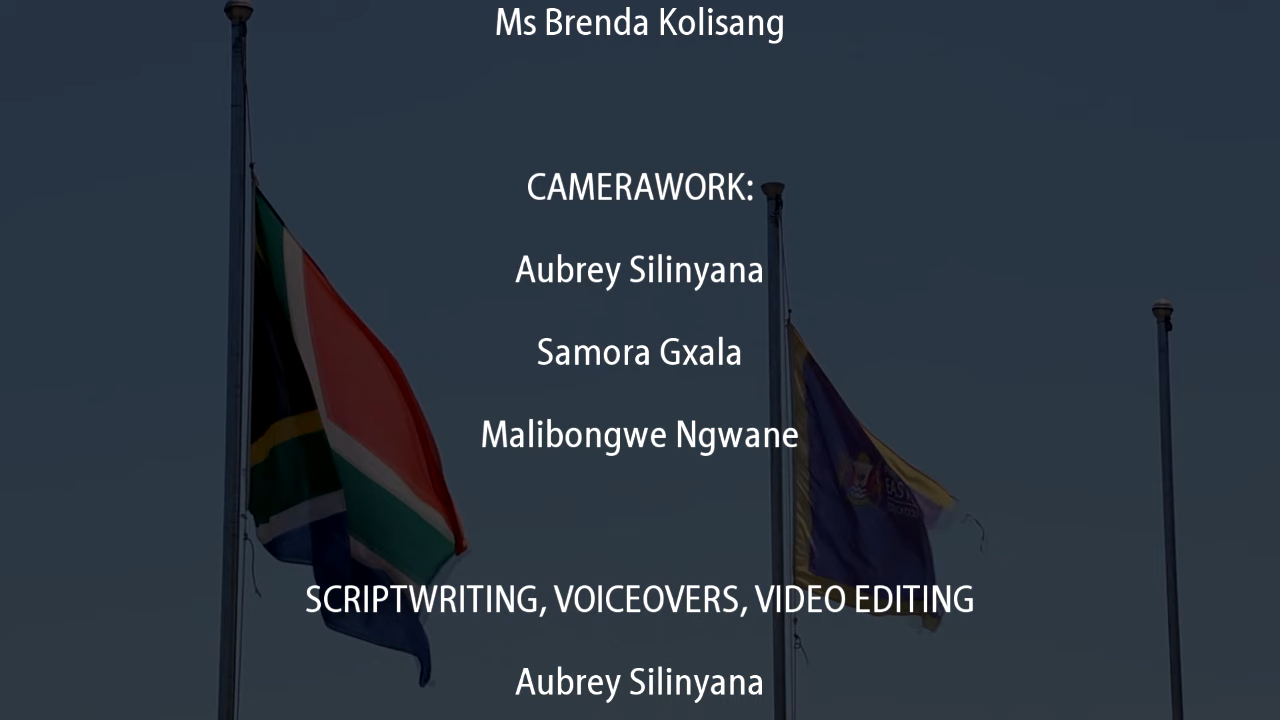 Ms Brenda Kolisang
CAMERAWORK:
Aubrey Silinyana
Samora Gxala
Malibongwe Ngwane
SCRIPTWRITING, VOICEOVERS, VIDEO EDITING
Aubrey Silinyana